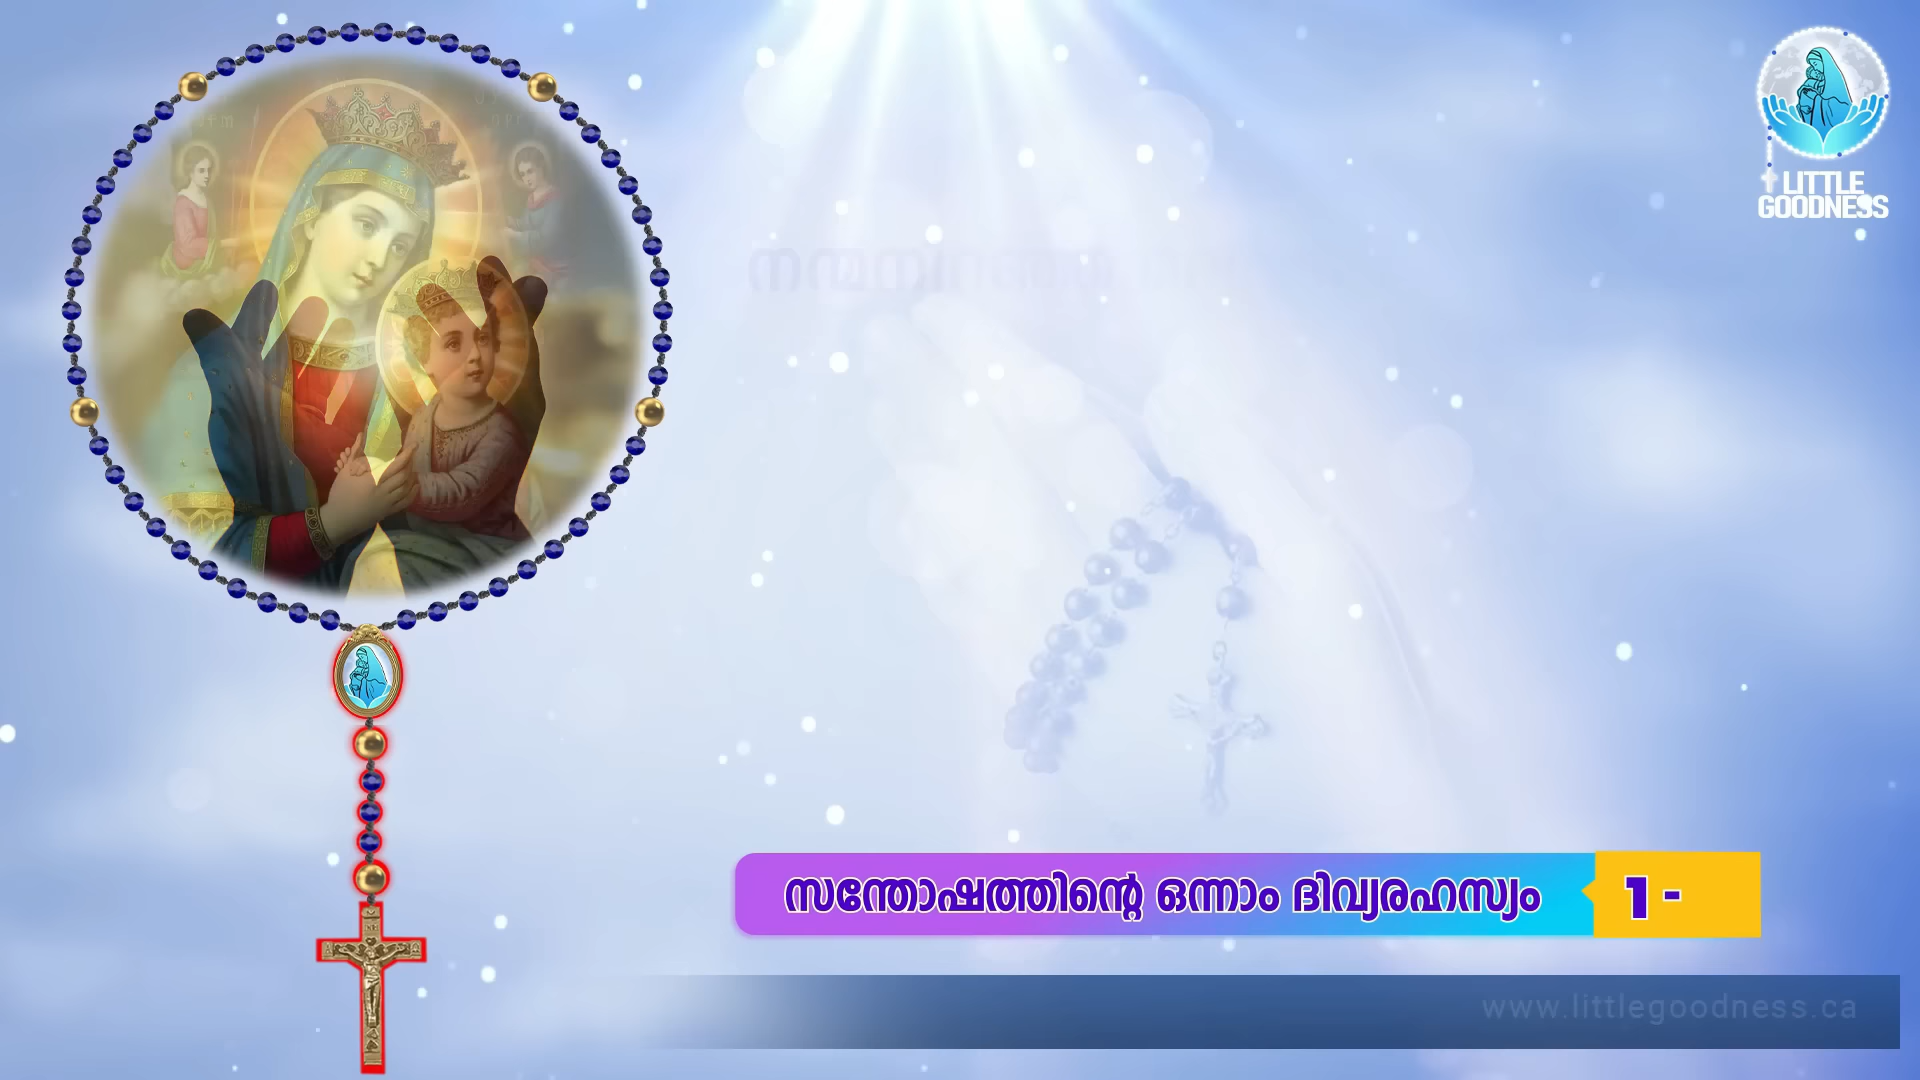 LITTLE
GOODNESS
സന്തോഷത്തിന്റെ ഒന്നാം ദിവ്യരഹസ്യം
1 -
www.littlegoodness.ca